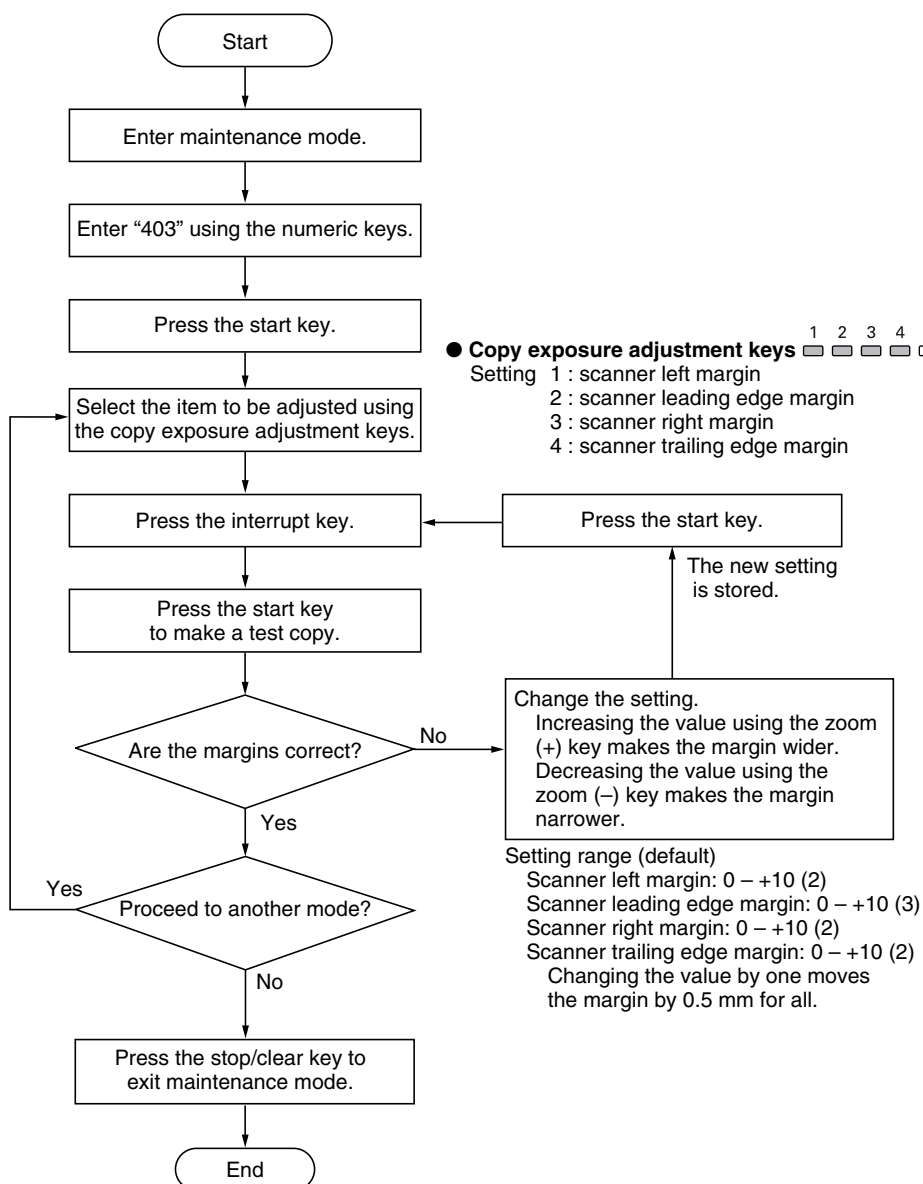 Start
Enter maintenance mode.
Enter “403” using the numeric keys.
Press the start key.
● Copy exposure adjustment keys
1 2 3 4
Setting 1 : scanner left margin
2 : scanner leading edge margin
3 : scanner right margin
4 : scanner trailing edge margin
Select the item to be adjusted using
the copy exposure adjustment keys.
Press the interrupt key.
Press the start key.
The new setting
is stored.
Press the start key
to make a test copy.
Are the margins correct?
No
Change the setting.
Increasing the value using the zoom
(+) key makes the margin wider.
Decreasing the value using the
zoom (–) key makes the margin
narrower.
Yes
Setting range (default)
Scanner left margin: 0 – +10 (2)
Scanner leading edge margin: 0 – +10 (3)
Scanner right margin: 0 – +10 (2)
Scanner trailing edge margin: 0 – +10 (2)
Changing the value by one moves
the margin by 0.5 mm for all.
Yes
Proceed to another mode?
No
Press the stop/clear key to
exit maintenance mode.
End